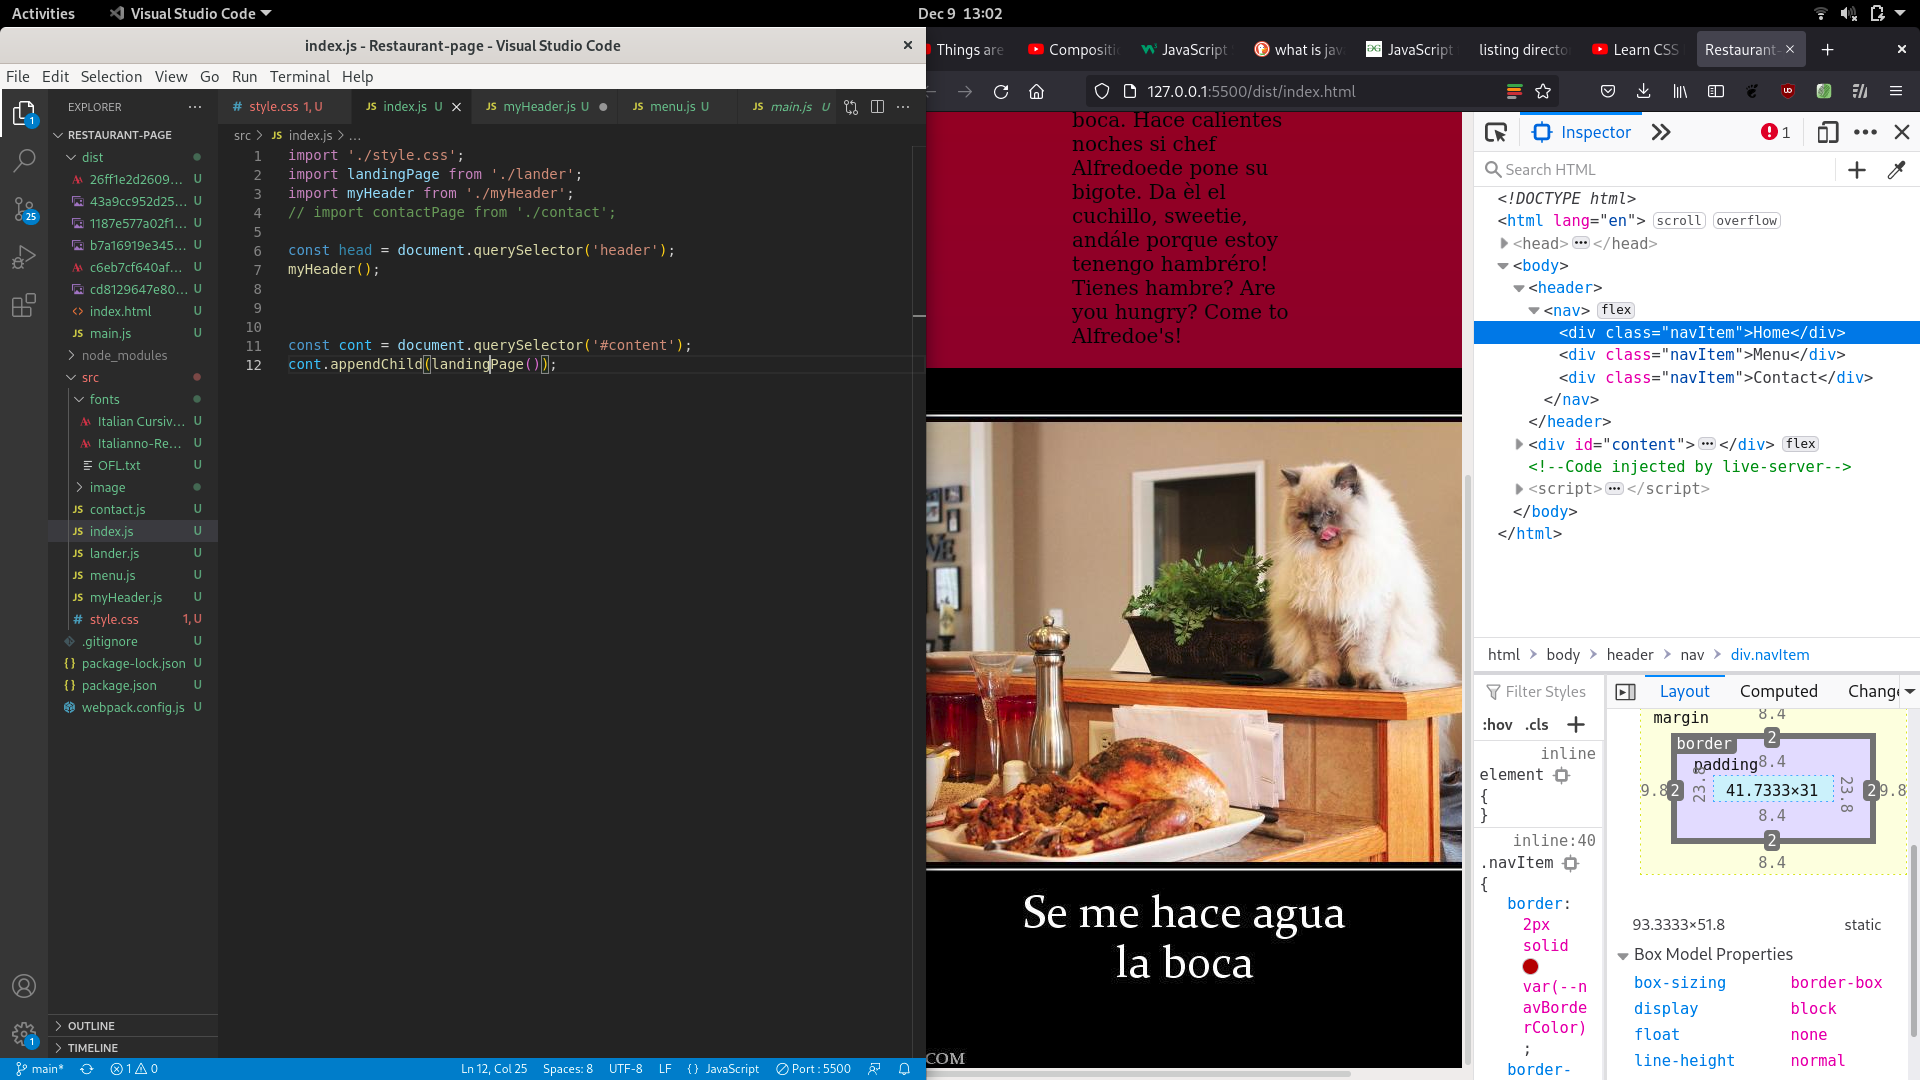 Activities
Visual Studio Code
Dec 9 13:02
index.js - Restaurant-page - Visual Studio Code
File Edit Selection View Go Run Terminal Help
EXPLORER
RESTAURANT-PAGE
dist
26ff1e2d2609... U
43a9cc952d25... U
1187e577a02f1... U
b7a16919e345... U
c6eb7cf640af... U
cd8129647e80... U
index.html U
main.js U
node_modules
src
fonts
Italian Cursiv... U
Italianno-Re... U
OFL.txt U
image
contact.js U
index.js U
lander.js U
menu.js U
myHeader.js U
style.css 1, U
.gitignore U
package-lock.json U
package.json U
webpack.config.js U
OUTLINE
TIMELINE
1
25
1
style.css 1, U
index.js U
myHeader.js U
menu.js U
main.js U
src > JS index.js > ...
1 import './style.css';
2 import landingPage from './lander';
3 import myHeader from './myHeader';
4 // import contactPage from './contact';
5
6 const head = document.querySelector('header');
7 myHeader();
8
9
10
11 const cont = document.querySelector('#content');
12 cont.appendChild(landingPage());
main*
1 0
Ln 12, Col 25
Spaces: 8
UTF-8
LF
{ } JavaScript
Port : 5500
Things are
Compositi
JavaScript
what is jav
JavaScript
listing directo
Learn CSS
Restaurant-
127.0.0.1:5500/dist/index.html
boca. Hace calientes
noches si chef
Alfredoede pone su
bigote. Da èl el
cuchillo, sweetie,
andále porque estoy
tenengo hambréro!
Tienes hambre? Are
you hungry? Come to
Alfredoe's!
Se me hace agua
la boca
COM
Inspector
1
Search HTML
<!DOCTYPE html>
<html lang="en"> scroll overflow
<head> ••• </head>
<body>
<header>
<nav> flex
<div class="navItem">Home</div>
<div class="navItem">Menu</div>
<div class="navItem">Contact</div>
</nav>
</header>
<div id="content"> ••• </div> flex
<!--Code injected by live-server-->
<script> ••• </script>
</body>
</html>
html > body > header > nav > div.navItem
Filter Styles
:hov .cls +
inline
element
{
}
inline:40
.navItem
{
border:
2px
solid
var(--n
avBorde
rColor)
;
border-
Layout
Computed
Change
margin
8.4
border
2
padding
8.4
9.8
2
23.8
41.7333×31
23.8
2
9.8
8.4
2
8.4
93.3333×51.8
static
Box Model Properties
box-sizing border-box
display block
float none
line-height normal